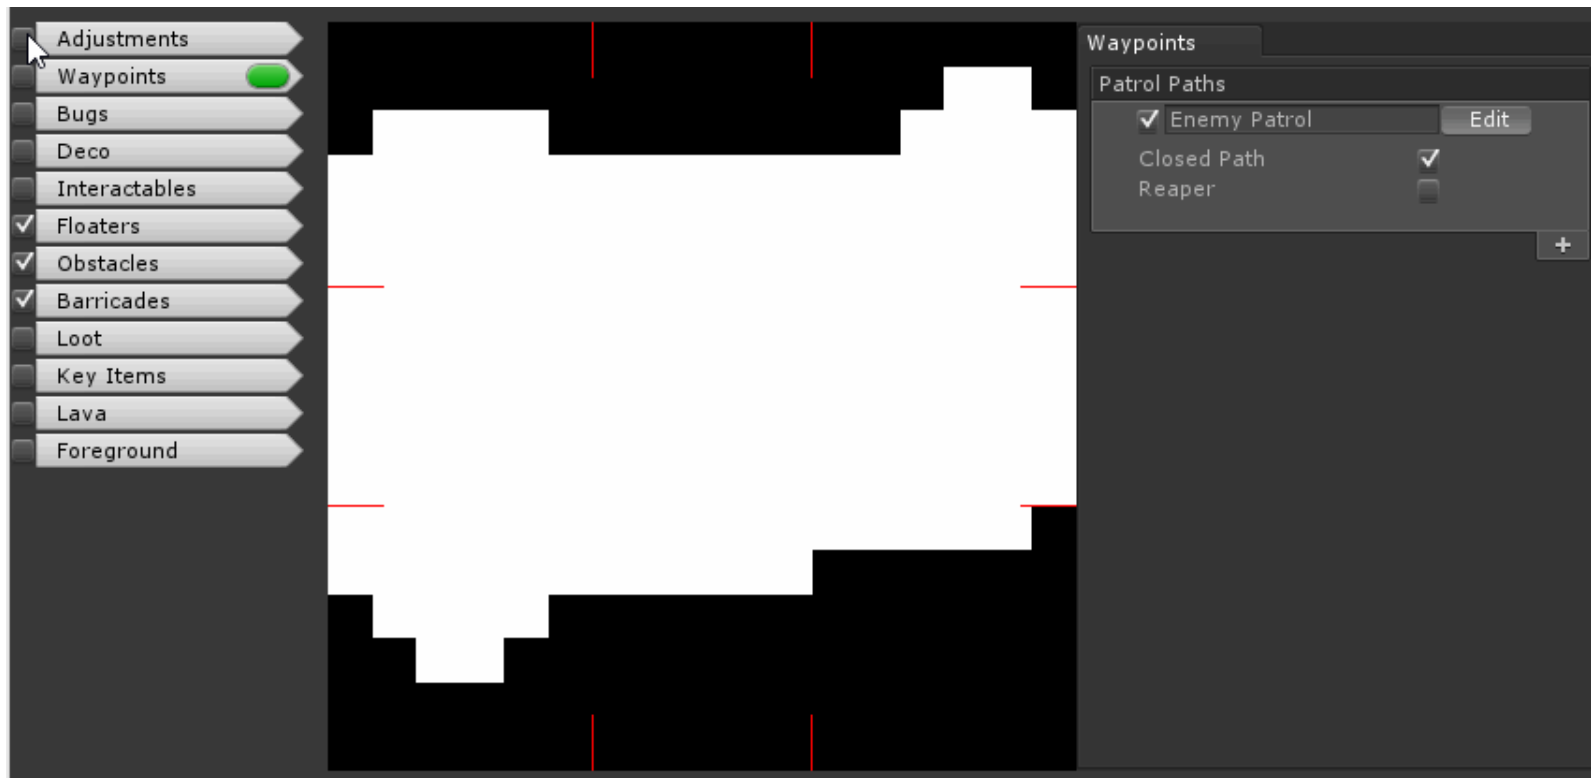 Adjustments
Waypoints
Bugs
Deco
Interactables
Floaters
Obstacles
Barricades
Loot
Key Items
Lava
Foreground
Waypoints
Patrol Paths
Enemy Patrol Edit
Closed Path
Reaper
+